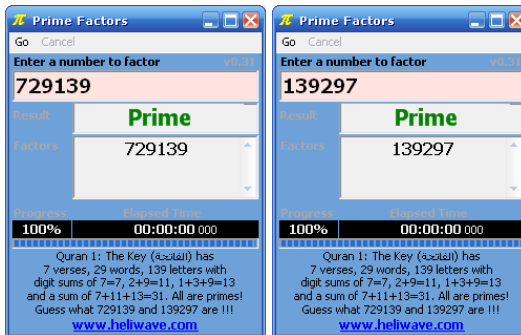 Prime Factors
Go Cancel
Enter a number to factor v0.31
729139
Result Prime
Factors 729139
Progress Elapsed Time
100% 00:00:00 000
Quran 1: The Key (الفاتحة) has
7 verses, 29 words, 139 letters with
digit sums of 7=7, 2+9=11, 1+3+9=13
and a sum of 7+11+13=31. All are primes!
Guess what 729139 and 139297 are !!!
www.heliwave.com
Prime Factors
Go Cancel
Enter a number to factor v0.31
139297
Result Prime
Factors 139297
Progress Elapsed Time
100% 00:00:00 000
Quran 1: The Key (الفاتحة) has
7 verses, 29 words, 139 letters with
digit sums of 7=7, 2+9=11, 1+3+9=13
and a sum of 7+11+13=31. All are primes!
Guess what 729139 and 139297 are !!!
www.heliwave.com